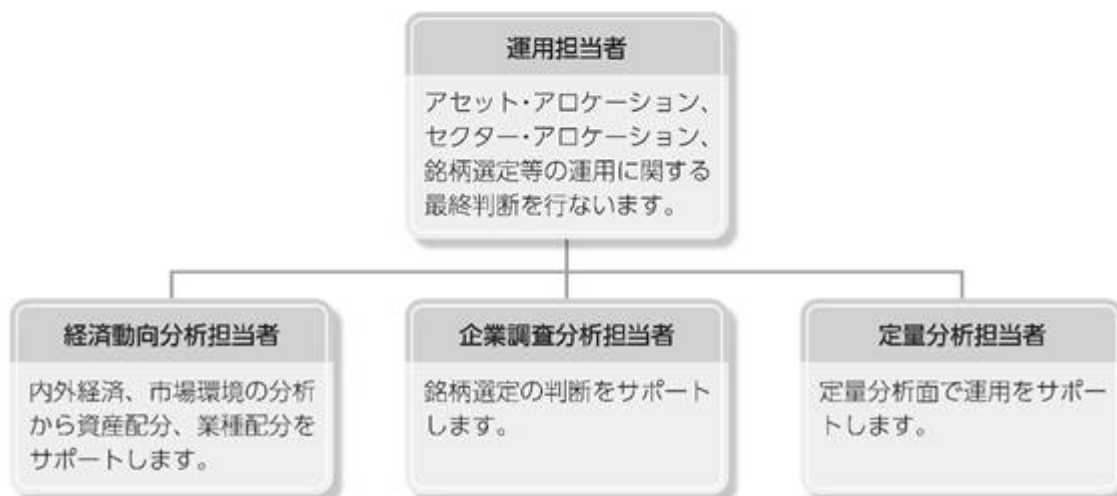 運用担当者
アセット・アロケーション、
セクター・アロケーション、
銘柄選定等の運用に関する
最終判断を行ないます。
経済動向分析担当者
内外経済、市場環境の分析
から資産配分、業種配分を
サポートします。
企業調査分析担当者
銘柄選定の判断をサポート
します。
定量分析担当者
定量分析面で運用をサポー
トします。